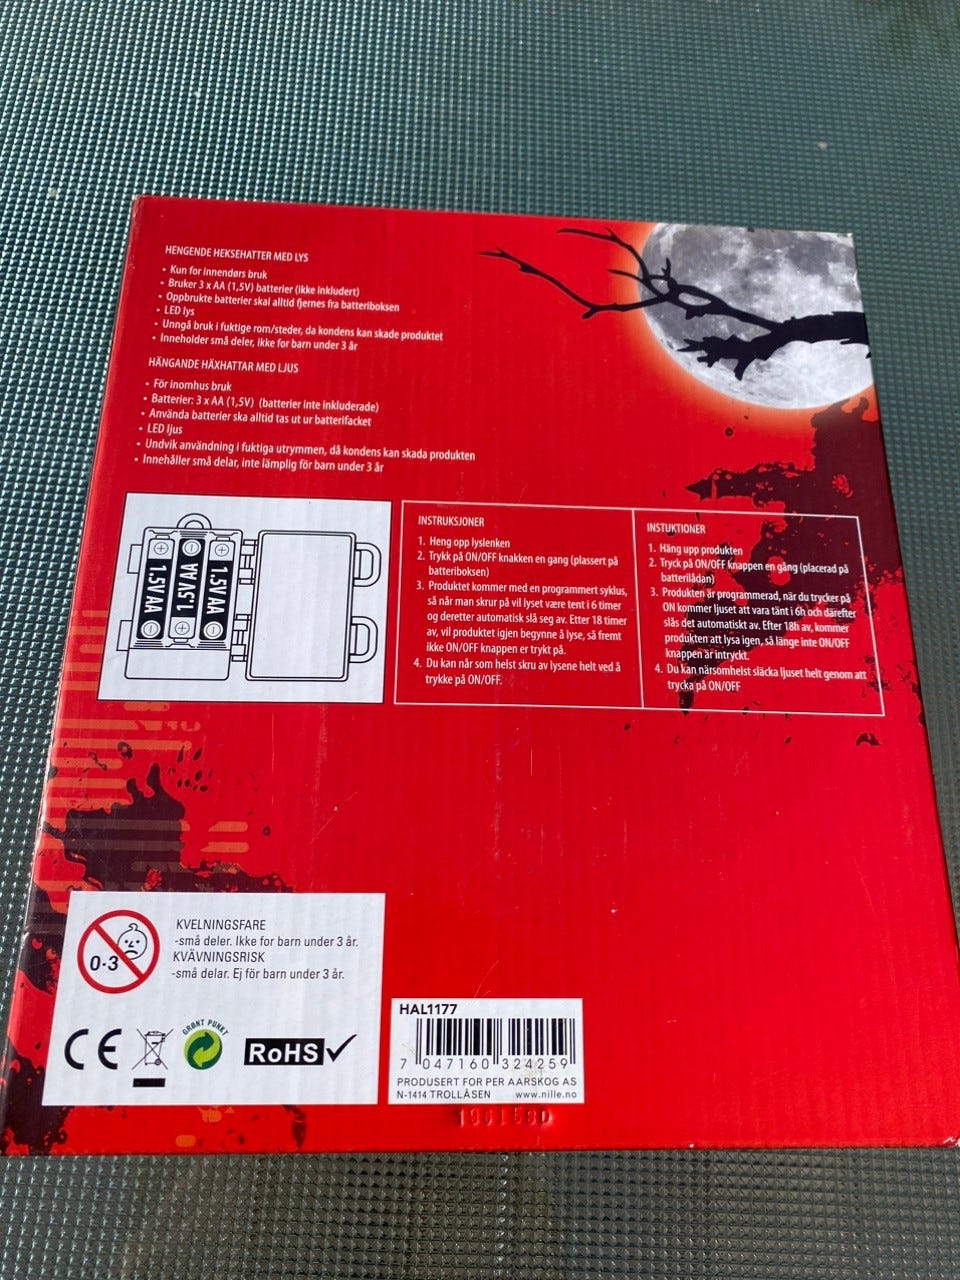 HENGENDE HEKSEHATTER MED LYS
• Kun for innendørs bruk
• Bruker 3 x AA (1,5V) batterier (ikke inkludert)
• Oppbrukte batterier skal alltid fjernes fra batteriboksen
• LED lys
• Unngå bruk i fuktige rom/steder, da kondens kan skade produktet
• Inneholder små deler, ikke for barn under 3 år
HÄNGANDE HÄXHATTAR MED LJUS
• För inomhus bruk
• Batterier: 3 x AA (1,5V) (batterier inte inkluderade)
• Använda batterier ska alltid tas ut ur batterifacket
• LED ljus
• Undvik användning i fuktiga utrymmen, då kondens kan skada produkten
• Innehåller små delar, inte lämplig för barn under 3 år
1.5V AA
1.5V AA
1.5V AA
INSTRUKSJONER
1. Heng opp lyslenken
2. Trykk på ON/OFF knakken en gang (plassert på
batteriboksen)
3. Produktet kommer med en programmert syklus,
så når man skrur på vil lyset være tent i 6 timer
og deretter automatisk slå seg av. Etter 18 timer
av, vil produktet igjen begynne å lyse, så fremt
ikke ON/OFF knappen er trykt på.
4. Du kan når som helst skru av lysene helt ved å
trykke på ON/OFF.
INSTUKTIONER
1. Häng upp produkten
2. Tryck på ON/OFF knappen en gång (placerad på
batterilådan)
3. Produkten är programmerad, när du trycker på
ON kommer ljuset att vara tänt i 6h och därefter
slås det automatiskt av. Efter 18h av, kommer
produkten att lysa igen, så länge inte ON/OFF
knappen är intryckt.
4. Du kan närsomhelst släcka ljuset helt genom att
trycka på ON/OFF
0-3
KVELNINGSFARE
-små deler. Ikke for barn under 3 år.
KVÄVNINGSRISK
-små delar. Ej för barn under 3 år.
CE
GRØNT PUNKT
RoHS
HAL1177
7 047160 324259
PRODUSERT FOR PER AARSKOG AS
N-1414 TROLLÅSEN www.nille.no